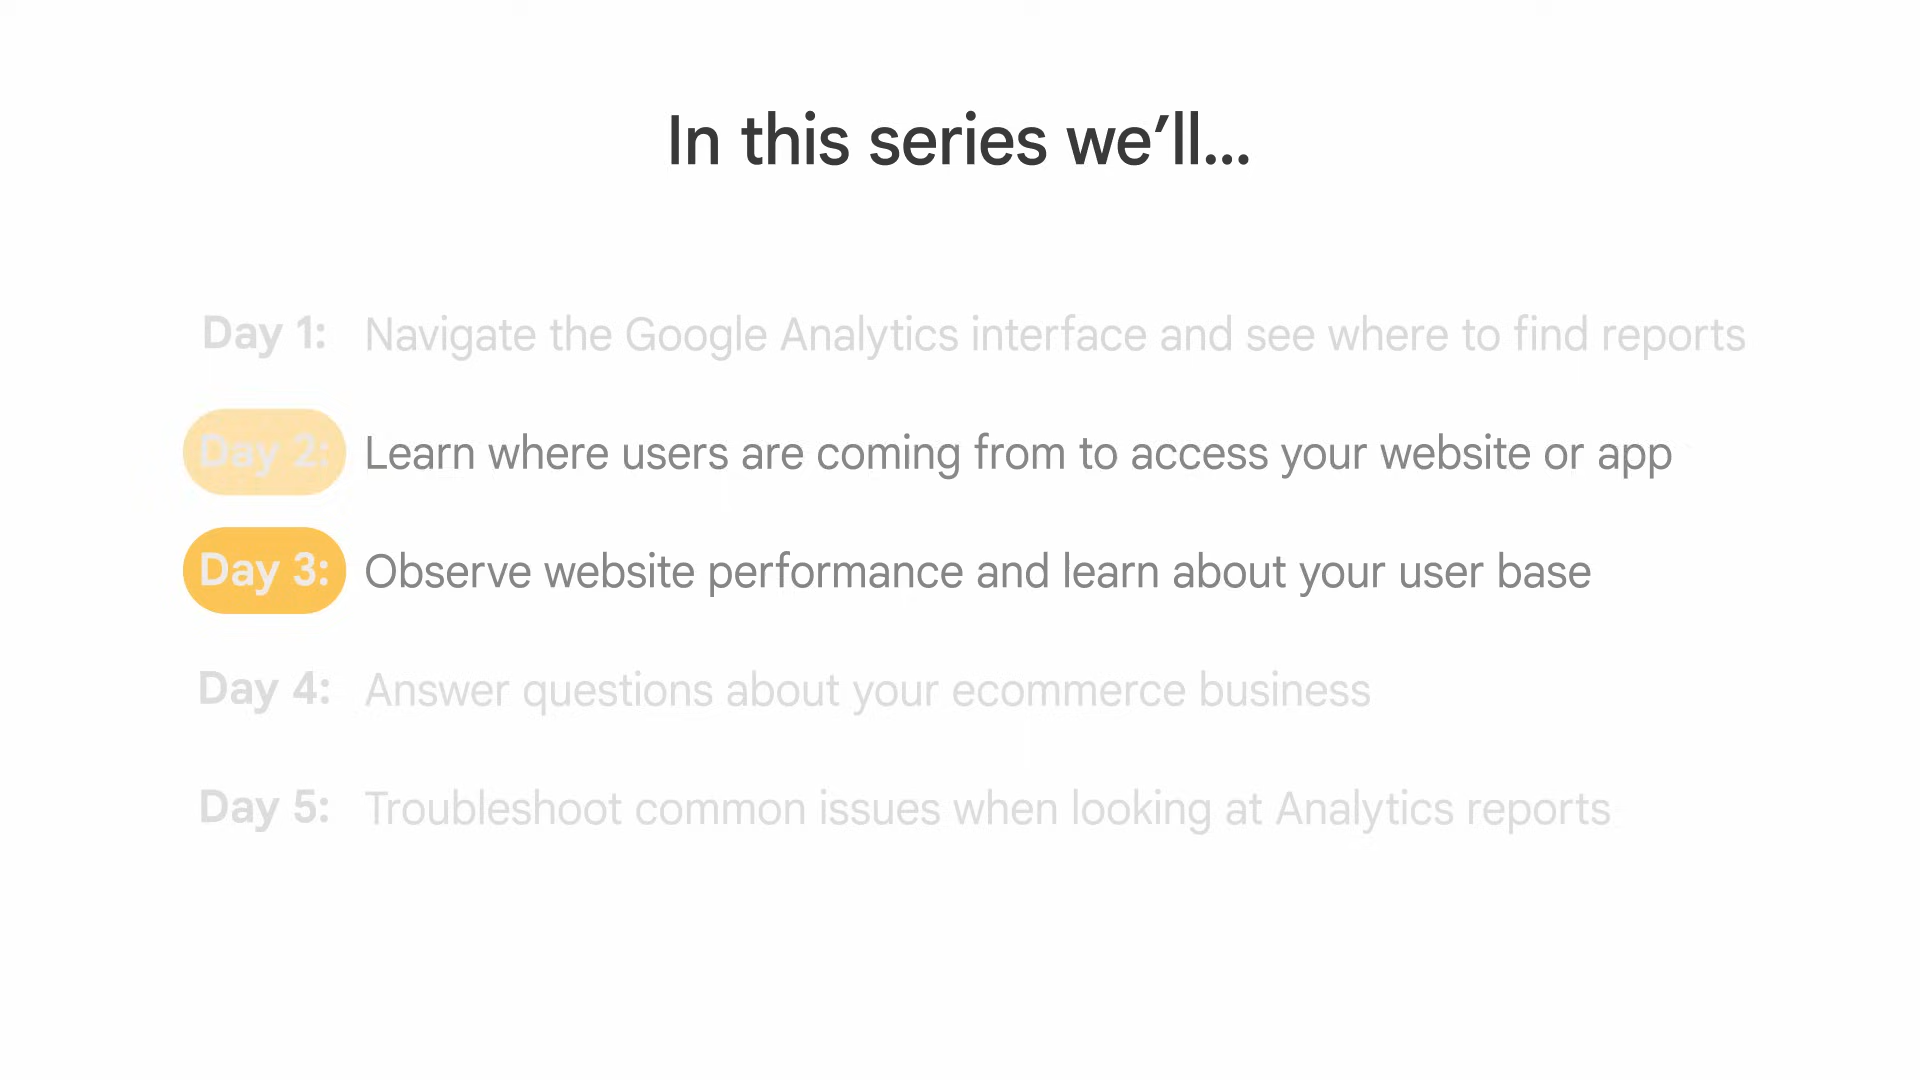 In this series we’ll...
Day 1: Navigate the Google Analytics interface and see where to find reports
Day 2: Learn where users are coming from to access your website or app
Day 3: Observe website performance and learn about your user base
Day 4: Answer questions about your ecommerce business
Day 5: Troubleshoot common issues when looking at Analytics reports